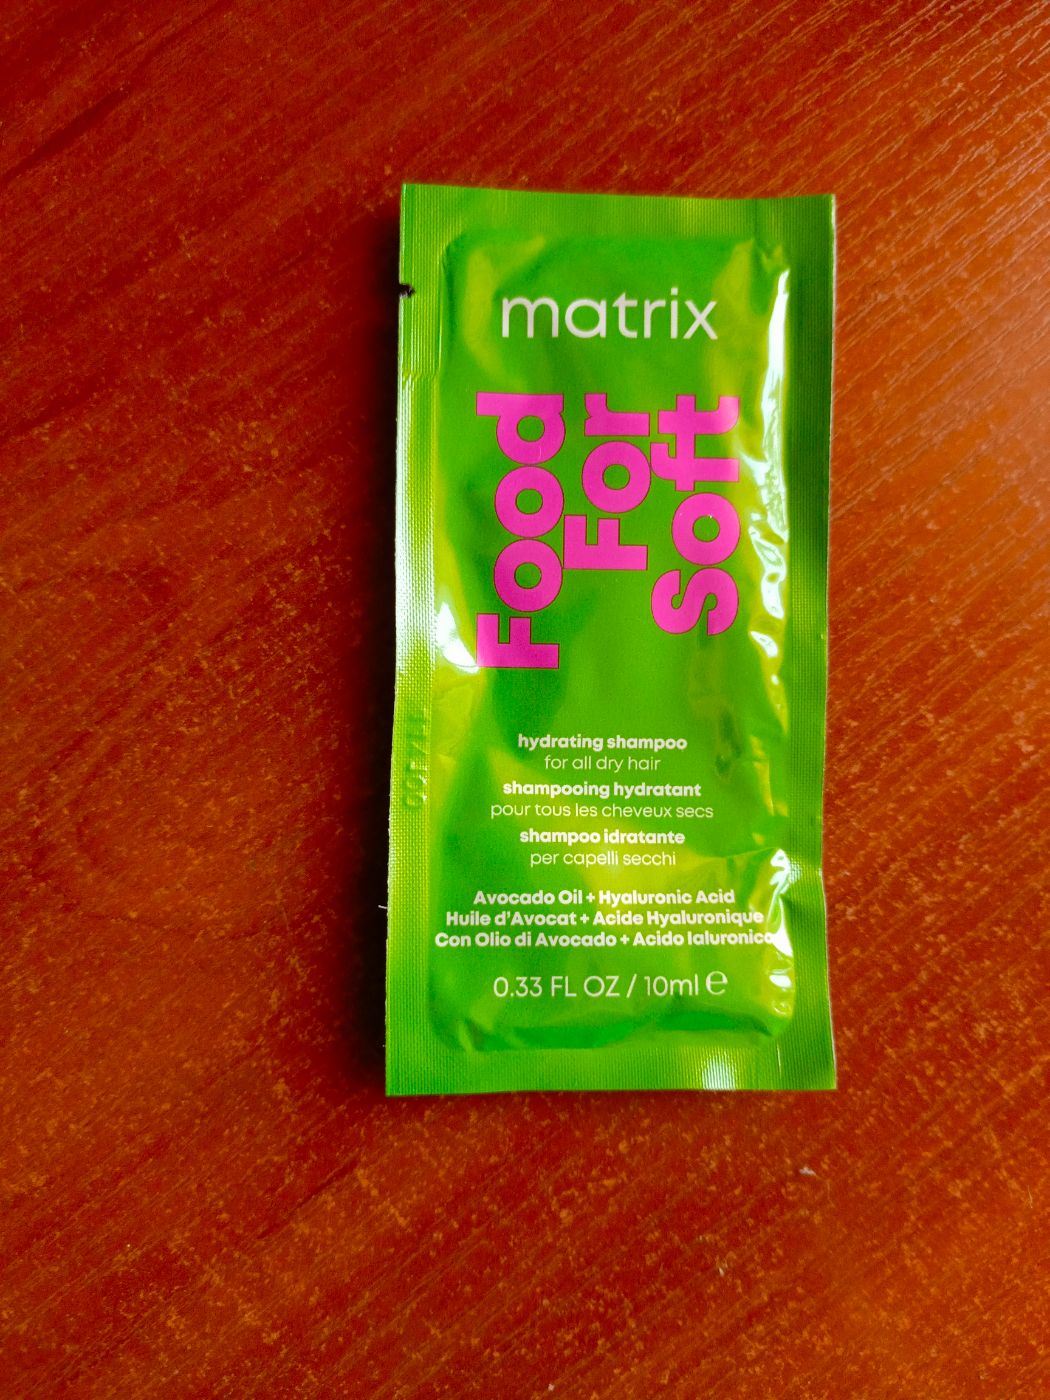 matrix
Food
For
Soft
hydrating shampoo
for all dry hair
shampooing hydratant
pour tous les cheveux secs
shampoo idratante
per capelli secchi
Avocado Oil + Hyaluronic Acid
Huile d'Avocat + Acide Hyaluronique
Con Olio di Avocado + Acido Ialuronico
0.33 FL OZ / 10ml ℮